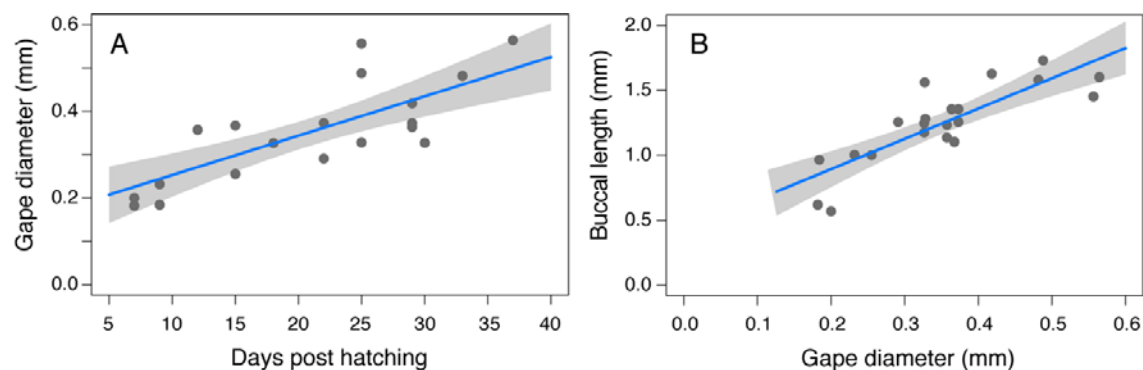 A
Gape diameter (mm)
0.6
0.4
0.2
0.0
5 10 15 20 25 30 35 40
Days post hatching
B
Buccal length (mm)
2.0
1.5
1.0
0.5
0.0
0.0 0.1 0.2 0.3 0.4 0.5 0.6
Gape diameter (mm)